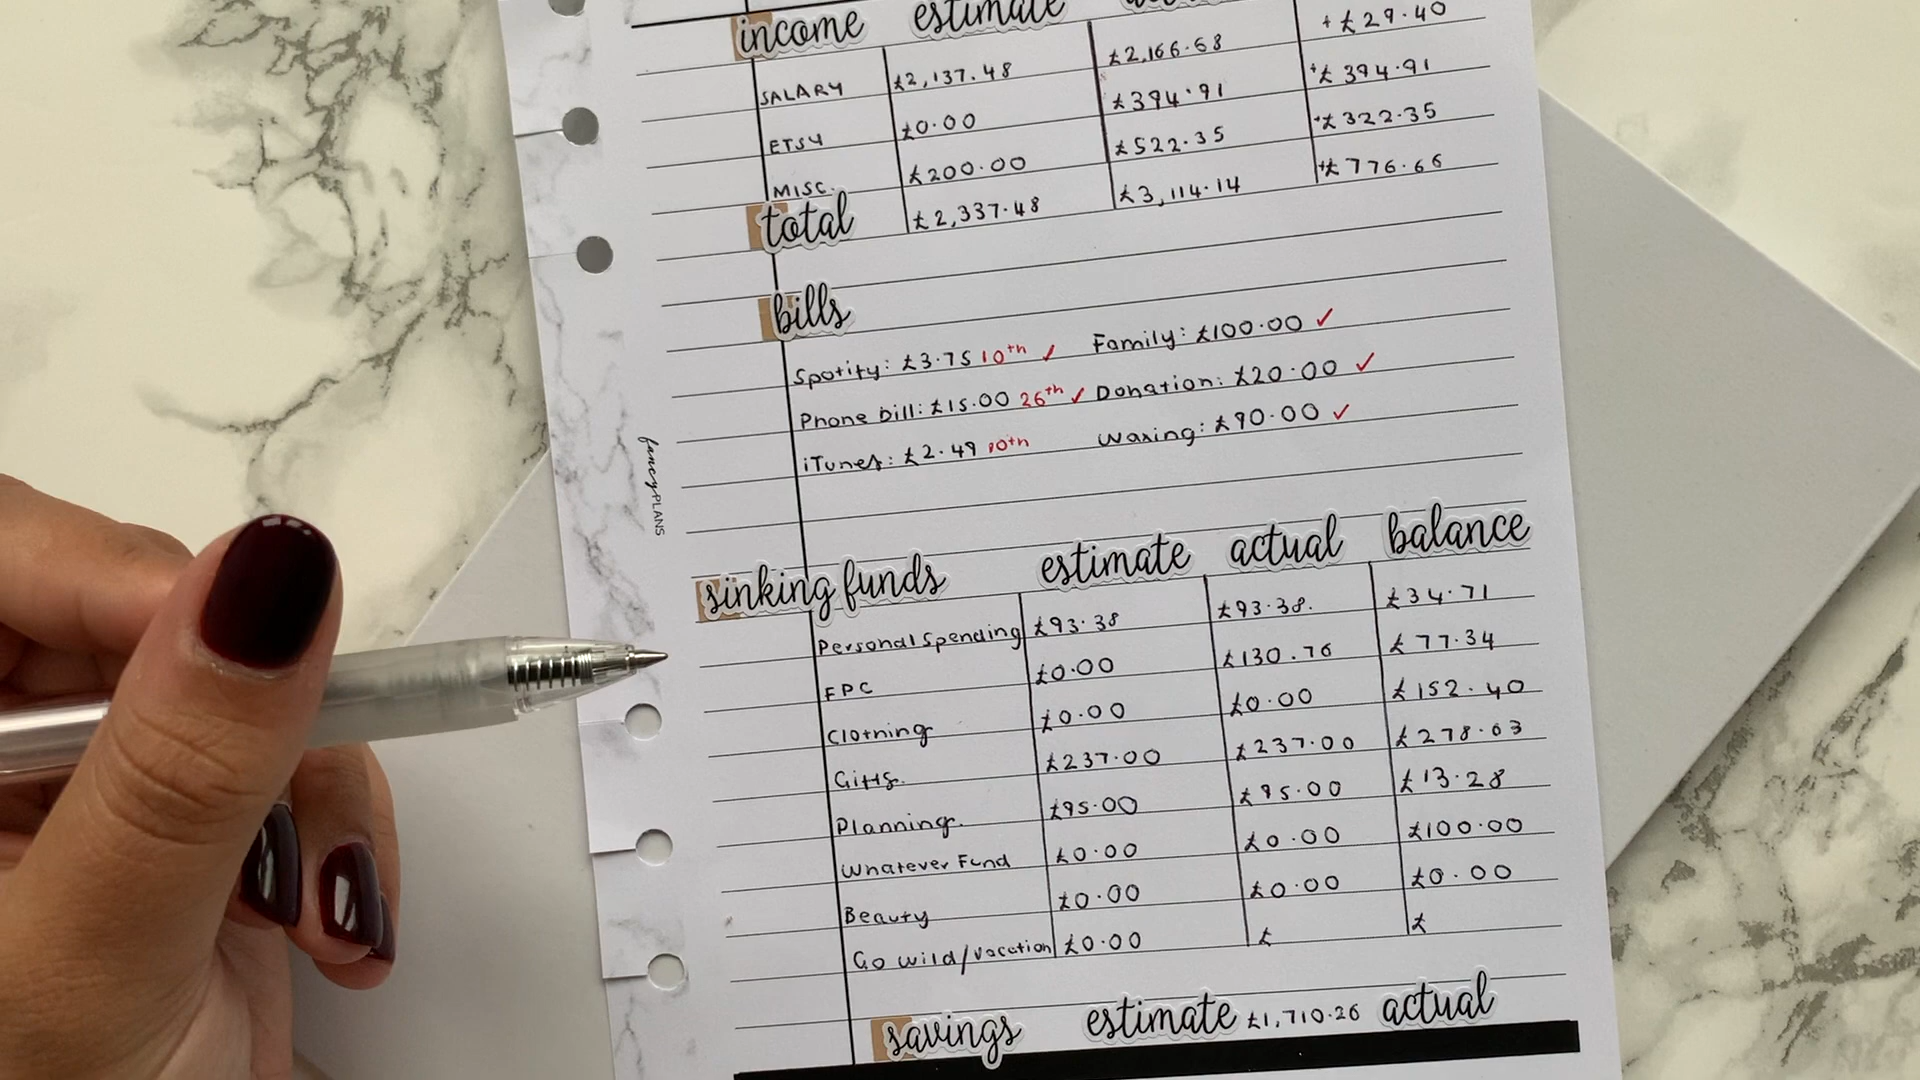 income estimate
SALARY £2,137.48 £2,166.68 +£29.40
ETSY £0.00 £394.91 +£394.91
MISC. £200.00 £522.35 +£322.35
total £2,337.48 £3,114.14 +£776.66
bills
Spotify: £3.75 10th ✓ Family: £100.00 ✓
Phone bill: £15.00 26th ✓ Donation: £20.00 ✓
iTunes: £2.49 10th Waxing: £90.00 ✓
fancyPLANS
sinking funds estimate actual balance
Personal Spending £93.38 £93.38. £34.71
FPC £0.00 £130.76 £77.34
Clothing £0.00 £0.00 £152.40
Gifts. £237.00 £237.00 £278.63
Planning. £95.00 £95.00 £13.28
Whatever Fund £0.00 £0.00 £100.00
Beauty £0.00 £0.00 £0.00
Go wild/vacation £0.00 £ £
savings estimate £1,710.26 actual